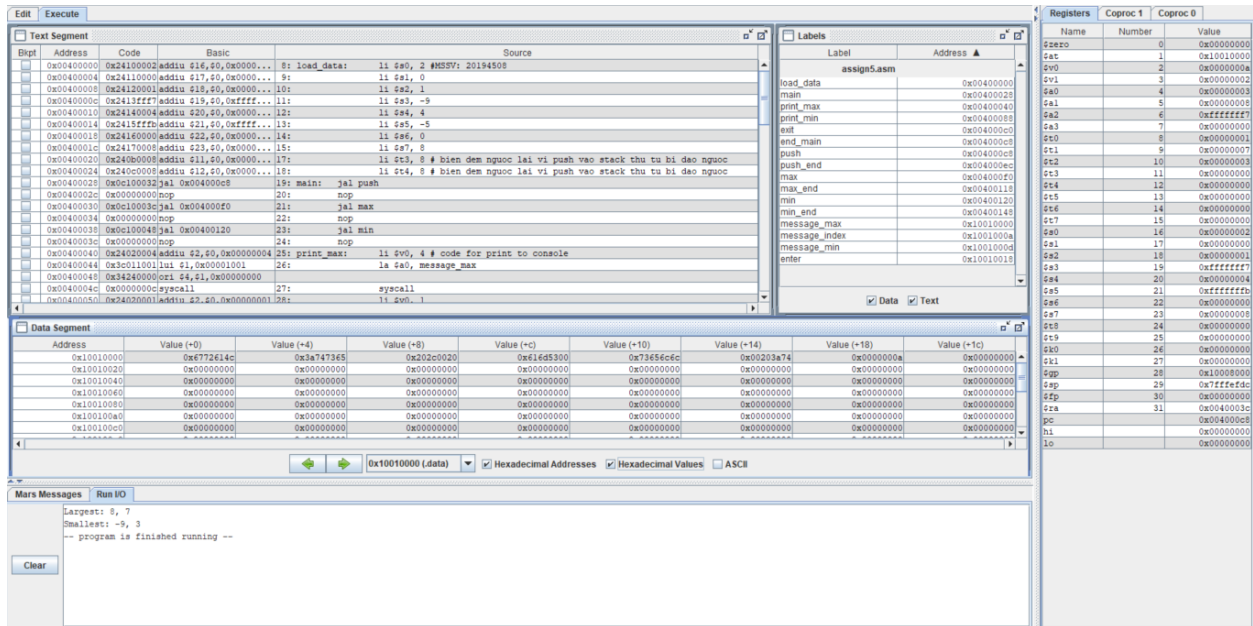 Edit Execute
Text Segment
Bkpt Address Code Basic Source
0x00400000 0x24100002 addiu $16,$0,0x0000... 8: load_data: li $s0, 2 #MSSV: 20194508
0x00400004 0x24110000 addiu $17,$0,0x0000... 9: li $s1, 0
0x00400008 0x24120001 addiu $18,$0,0x0000... 10: li $s2, 1
0x0040000c 0x2413fff7 addiu $19,$0,0xffff... 11: li $s3, -9
0x00400010 0x24140004 addiu $20,$0,0x0000... 12: li $s4, 4
0x00400014 0x2415fffb addiu $21,$0,0xffff... 13: li $s5, -5
0x00400018 0x24160000 addiu $22,$0,0x0000... 14: li $s6, 0
0x0040001c 0x24170008 addiu $23,$0,0x0000... 15: li $s7, 8
0x00400020 0x240b0008 addiu $11,$0,0x0000... 17: li $t3, 8 # bien dem nguoc lai vi push vao stack thu tu bi dao nguoc
0x00400024 0x240c0008 addiu $12,$0,0x0000... 18: li $t4, 8 # bien dem nguoc lai vi push vao stack thu tu bi dao nguoc
0x00400028 0x0c100032 jal 0x004000c8 19: main: jal push
0x0040002c 0x00000000 nop 20: nop
0x00400030 0x0c10003c jal 0x004000f0 21: jal max
0x00400034 0x00000000 nop 22: nop
0x00400038 0x0c100048 jal 0x00400120 23: jal min
0x0040003c 0x00000000 nop 24: nop
0x00400040 0x24020004 addiu $2,$0,0x00000004 25: print_max: li $v0, 4 # code for print to console
0x00400044 0x3c011001 lui $1,0x00001001 26: la $a0, message_max
0x00400048 0x34240000 ori $4,$1,0x00000000
0x0040004c 0x0000000c syscall 27: syscall
0x00400050 0x24020001 addiu $2,$0,0x00000001 28: li $v0, 1
Labels
Label Address ▲
assign5.asm
load_data 0x00400000
main 0x00400028
print_max 0x00400040
print_min 0x00400088
exit 0x004000c0
end_main 0x004000c8
push 0x004000c8
push_end 0x004000ec
max 0x004000f0
max_end 0x00400118
min 0x00400120
min_end 0x00400148
message_max 0x10010000
message_index 0x1001000a
message_min 0x1001000d
enter 0x10010018
Data Text
Data Segment
Address Value (+0) Value (+4) Value (+8) Value (+c) Value (+10) Value (+14) Value (+18) Value (+1c)
0x10010000 0x6772614c 0x3a747365 0x202c0020 0x616d5300 0x73656c6c 0x00203a74 0x0000000a 0x00000000
0x10010020 0x00000000 0x00000000 0x00000000 0x00000000 0x00000000 0x00000000 0x00000000 0x00000000
0x10010040 0x00000000 0x00000000 0x00000000 0x00000000 0x00000000 0x00000000 0x00000000 0x00000000
0x10010060 0x00000000 0x00000000 0x00000000 0x00000000 0x00000000 0x00000000 0x00000000 0x00000000
0x10010080 0x00000000 0x00000000 0x00000000 0x00000000 0x00000000 0x00000000 0x00000000 0x00000000
0x100100a0 0x00000000 0x00000000 0x00000000 0x00000000 0x00000000 0x00000000 0x00000000 0x00000000
0x100100c0 0x00000000 0x00000000 0x00000000 0x00000000 0x00000000 0x00000000 0x00000000 0x00000000
0x10010000 (.data) Hexadecimal Addresses Hexadecimal Values ASCII
Mars Messages Run I/O
Largest: 8, 7
Smallest: -9, 3
-- program is finished running --
Clear
Registers Coproc 1 Coproc 0
Name Number Value
$zero 0 0x00000000
$at 1 0x10010000
$v0 2 0x0000000a
$v1 3 0x00000002
$a0 4 0x00000003
$a1 5 0x00000008
$a2 6 0xfffffff7
$a3 7 0x00000000
$t0 8 0x00000001
$t1 9 0x00000007
$t2 10 0x00000003
$t3 11 0x00000000
$t4 12 0x00000000
$t5 13 0x00000000
$t6 14 0x00000000
$t7 15 0x00000000
$s0 16 0x00000002
$s1 17 0x00000000
$s2 18 0x00000001
$s3 19 0xfffffff7
$s4 20 0x00000004
$s5 21 0xfffffffb
$s6 22 0x00000000
$s7 23 0x00000008
$t8 24 0x00000000
$t9 25 0x00000000
$k0 26 0x00000000
$k1 27 0x00000000
$gp 28 0x10008000
$sp 29 0x7fffefdc
$fp 30 0x00000000
$ra 31 0x0040003c
pc 0x004000c8
hi 0x00000000
lo 0x00000000